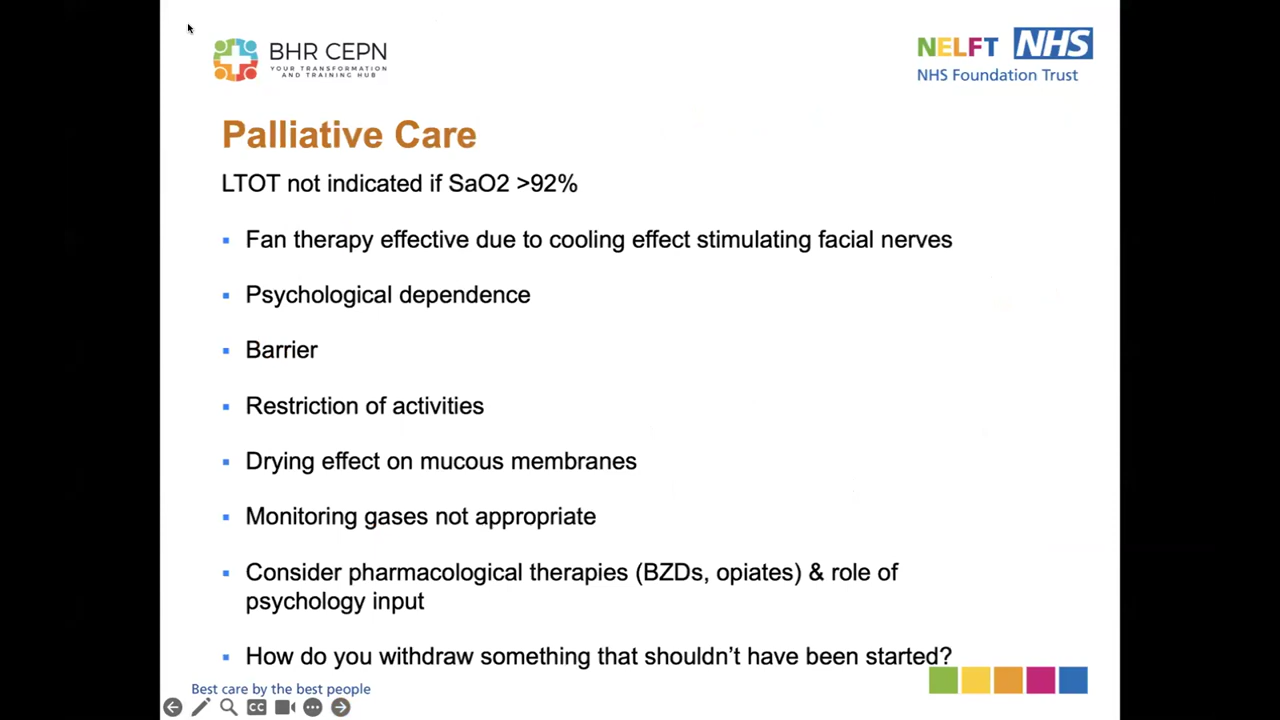 BHR CEPN
YOUR TRANSFORMATION
AND TRAINING HUB
NELFT NHS
NHS Foundation Trust
Palliative Care
LTOT not indicated if SaO2 >92%
Fan therapy effective due to cooling effect stimulating facial nerves
Psychological dependence
Barrier
Restriction of activities
Drying effect on mucous membranes
Monitoring gases not appropriate
Consider pharmacological therapies (BZDs, opiates) & role of
psychology input
How do you withdraw something that shouldn’t have been started?
Best care by the best people
CC